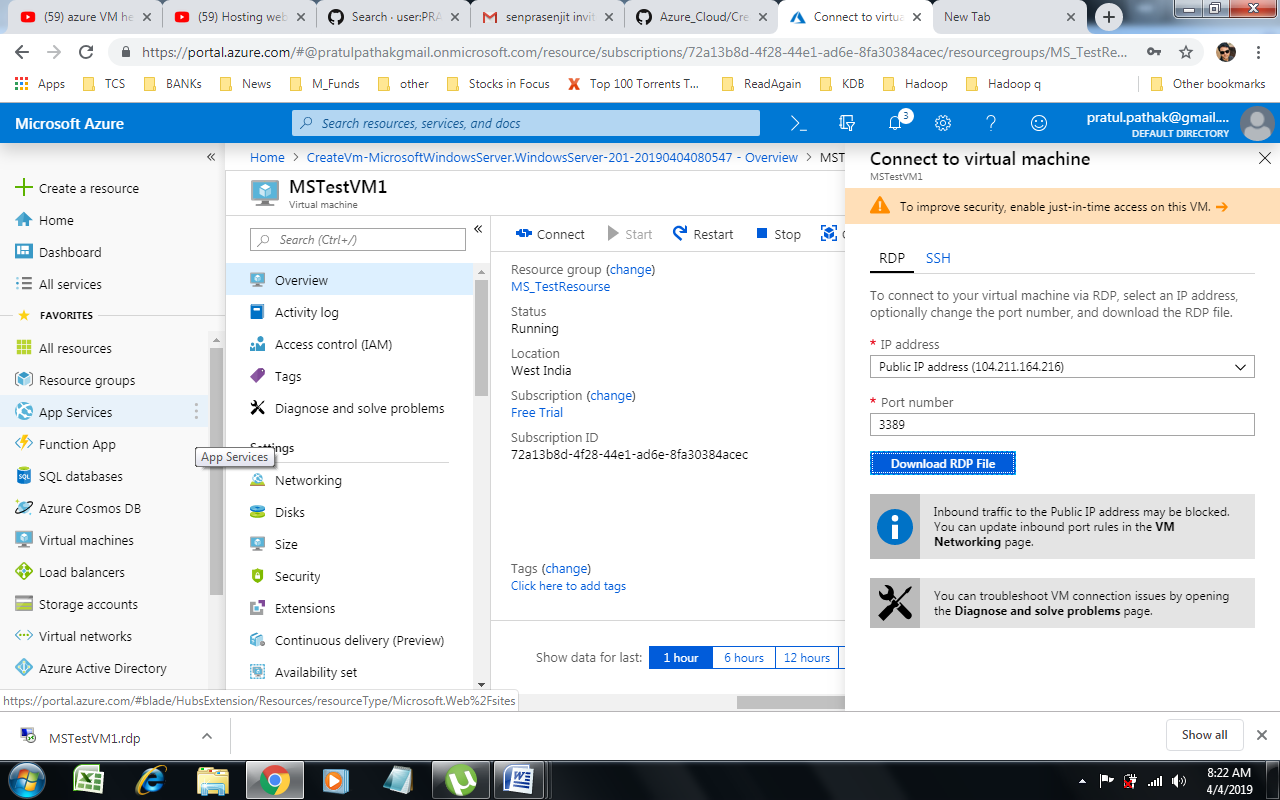 (59) azure VM he
(59) Hosting web
Search · user:PRA
senprasenjit invit
Azure_Cloud/Cre
Connect to virtua
New Tab
https://portal.azure.com/#@pratulpathakgmail.onmicrosoft.com/resource/subscriptions/72a13b8d-4f28-44e1-ad6e-8fa30384acec/resourcegroups/MS_TestRe...
Apps
TCS
BANKs
News
M_Funds
other
Stocks in Focus
Top 100 Torrents T...
ReadAgain
KDB
Hadoop
Hadoop q
Other bookmarks
Microsoft Azure
Search resources, services, and docs
3
pratul.pathak@gmail....
DEFAULT DIRECTORY
Create a resource
Home
Dashboard
All services
FAVORITES
All resources
Resource groups
App Services
Function App
App Services
SQL databases
Azure Cosmos DB
Virtual machines
Load balancers
Storage accounts
Virtual networks
Azure Active Directory
https://portal.azure.com/#blade/HubsExtension/Resources/resourceType/Microsoft.Web%2Fsites
Home > CreateVm-MicrosoftWindowsServer.WindowsServer-201-20190404080547 - Overview > MST
MSTestVM1
Virtual machine
Search (Ctrl+/)
Overview
Activity log
Access control (IAM)
Tags
Diagnose and solve problems
Settings
Networking
Disks
Size
Security
Extensions
Continuous delivery (Preview)
Availability set
Connect
Start
Restart
Stop
Resource group (change)
MS_TestResourse
Status
Running
Location
West India
Subscription (change)
Free Trial
Subscription ID
72a13b8d-4f28-44e1-ad6e-8fa30384acec
Tags (change)
Click here to add tags
Show data for last:
1 hour
6 hours
12 hours
Connect to virtual machine
MSTestVM1
To improve security, enable just-in-time access on this VM. →
RDP
SSH
To connect to your virtual machine via RDP, select an IP address,
optionally change the port number, and download the RDP file.
* IP address
Public IP address (104.211.164.216)
* Port number
3389
Download RDP File
Inbound traffic to the Public IP address may be blocked.
You can update inbound port rules in the VM
Networking page.
You can troubleshoot VM connection issues by opening
the Diagnose and solve problems page.
MSTestVM1.rdp
Show all
8:22 AM
4/4/2019